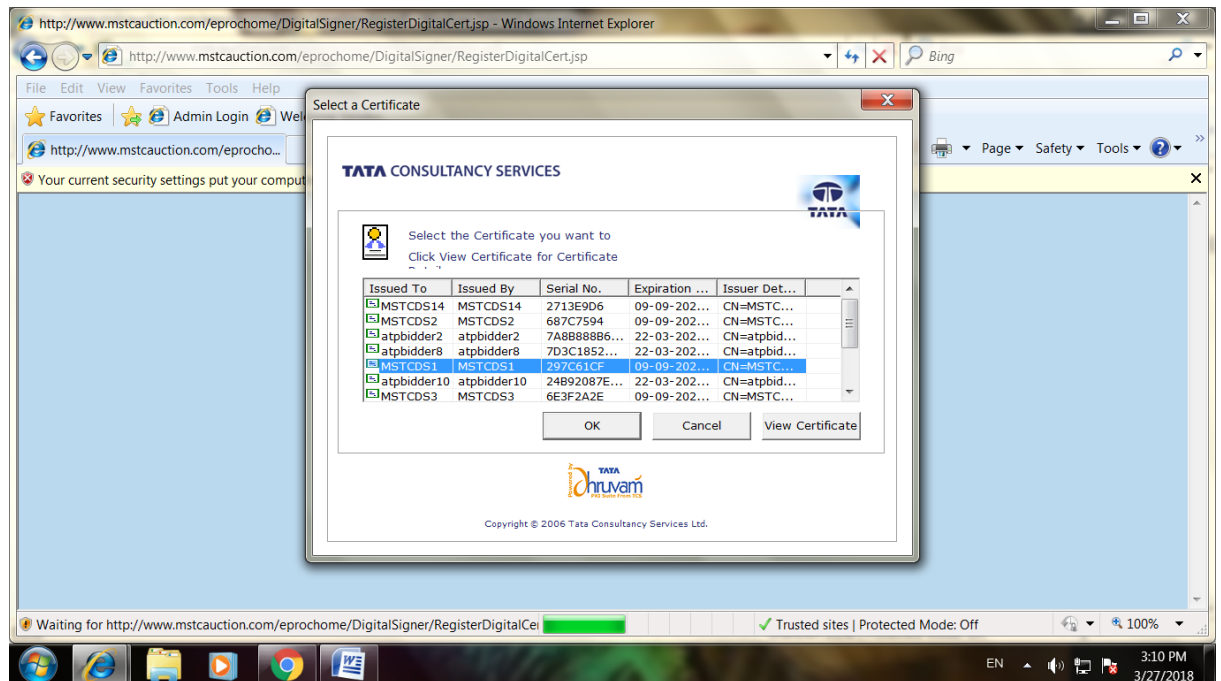 http://www.mstcauction.com/eprochome/DigitalSigner/RegisterDigitalCert.jsp - Windows Internet Explorer
http://www.mstcauction.com/eprochome/DigitalSigner/RegisterDigitalCert.jsp Bing
File Edit View Favorites Tools Help
Favorites Admin Login Wel
http://www.mstcauction.com/eprocho... Page Safety Tools
Your current security settings put your comput
Select a Certificate
TATA CONSULTANCY SERVICES
TATA
Select the Certificate you want to
Click View Certificate for Certificate
Issued To Issued By Serial No. Expiration ... Issuer Det...
MSTCDS14 MSTCDS14 2713E9D6 09-09-202... CN=MSTC...
MSTCDS2 MSTCDS2 687C7594 09-09-202... CN=MSTC...
atpbidder2 atpbidder2 7A8B888B6... 22-03-202... CN=atpbid...
atpbidder8 atpbidder8 7D3C1852... 22-03-202... CN=atpbid...
MSTCDS1 MSTCDS1 297C61CF 09-09-202... CN=MSTC...
atpbidder10 atpbidder10 24B92087E... 22-03-202... CN=atpbid...
MSTCDS3 MSTCDS3 6E3F2A2E 09-09-202... CN=MSTC...
OK Cancel View Certificate
Powered by
TATA
Dhruvam
PKI Suite From TCS
Copyright © 2006 Tata Consultancy Services Ltd.
Waiting for http://www.mstcauction.com/eprochome/DigitalSigner/RegisterDigitalCer Trusted sites | Protected Mode: Off 100%
EN 3:10 PM
3/27/2018